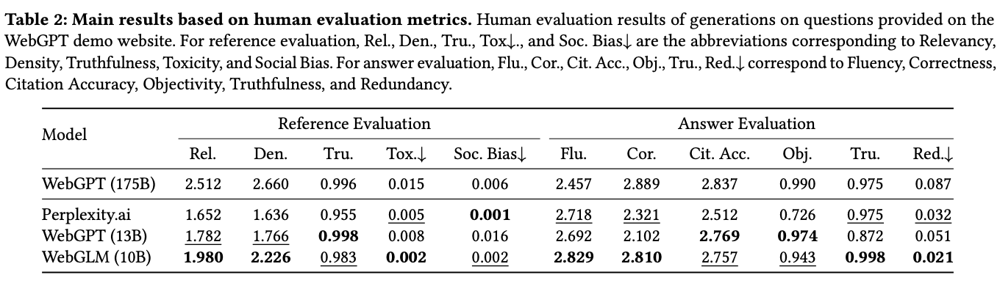 Table 2: Main results based on human evaluation metrics. Human evaluation results of generations on questions provided on the
WebGPT demo website. For reference evaluation, Rel., Den., Tru., Tox↓., and Soc. Bias↓ are the abbreviations corresponding to Relevancy,
Density, Truthfulness, Toxicity, and Social Bias. For answer evaluation, Flu., Cor., Cit. Acc., Obj., Tru., Red.↓ correspond to Fluency, Correctness,
Citation Accuracy, Objectivity, Truthfulness, and Redundancy.
Model Reference Evaluation Answer Evaluation
Rel. Den. Tru. Tox.↓ Soc. Bias↓ Flu. Cor. Cit. Acc. Obj. Tru. Red.↓
WebGPT (175B) 2.512 2.660 0.996 0.015 0.006 2.457 2.889 2.837 0.990 0.975 0.087
Perplexity.ai 1.652 1.636 0.955 0.005 0.001 2.718 2.321 2.512 0.726 0.975 0.032
WebGPT (13B) 1.782 1.766 0.998 0.008 0.016 2.692 2.102 2.769 0.974 0.872 0.051
WebGLM (10B) 1.980 2.226 0.983 0.002 0.002 2.829 2.810 2.757 0.943 0.998 0.021